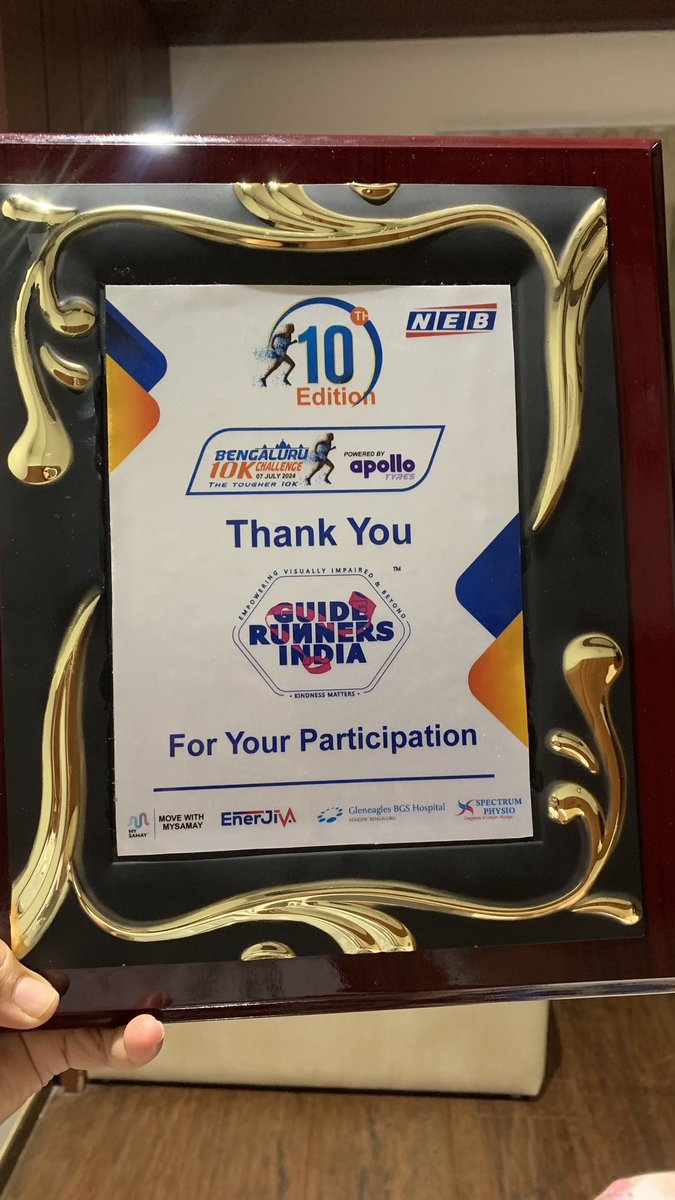 10TH
Edition
NEB
BENGALURU
10K CHALLENGE
07 JULY 2024
THE TOUGHER 10K
POWERED BY
apollo
TYRES
Thank You
EMPOWERING VISUALLY IMPAIRED & BEYOND
TM
GUIDE
RUNNERS
INDIA
• KINDNESS MATTERS •
For Your Participation
MY
SAMAY
MOVE WITH
MYSAMAY
EnerJiVA
Gleneagles BGS Hospital
KENGERI, BENGALURU
SPECTRUM
PHYSIO